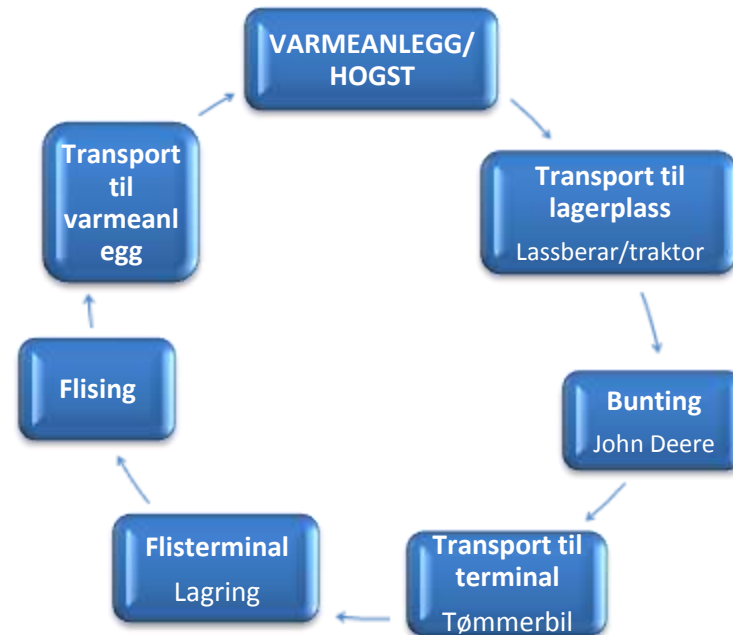 VARMEANLEGG/
HOGST
Transport til
lagerplass
Lassberar/traktor
Bunting
John Deere
Transport til
terminal
Tømmerbil
Flisterminal
Lagring
Flising
Transport
til
varmeanl
egg